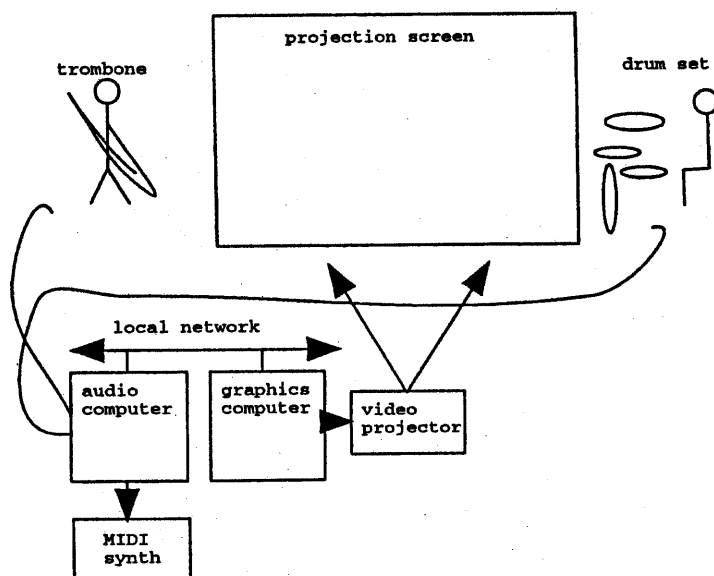 projection screen
trombone
drum set
local network
audio
computer
graphics
computer
video
projector
MIDI
synth